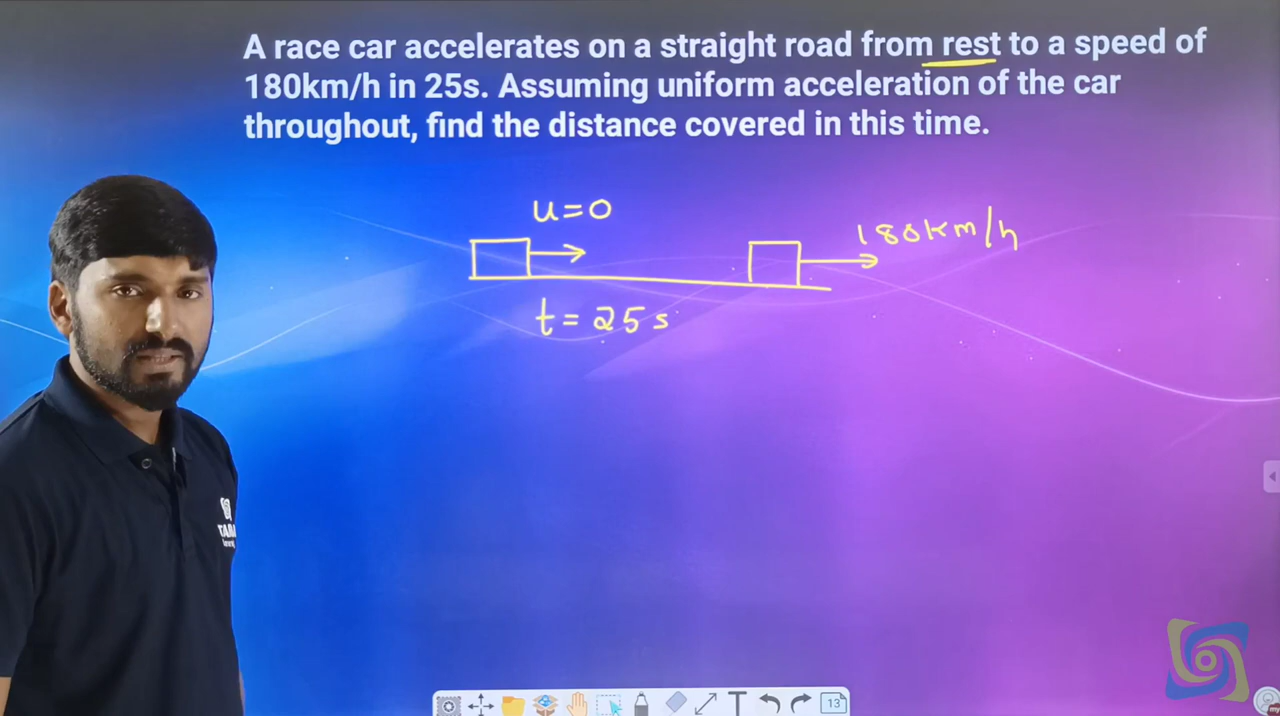 A race car accelerates on a straight road from rest to a speed of
180km/h in 25s. Assuming uniform acceleration of the car
throughout, find the distance covered in this time.
u=0
180km/h
t = 25 s
13